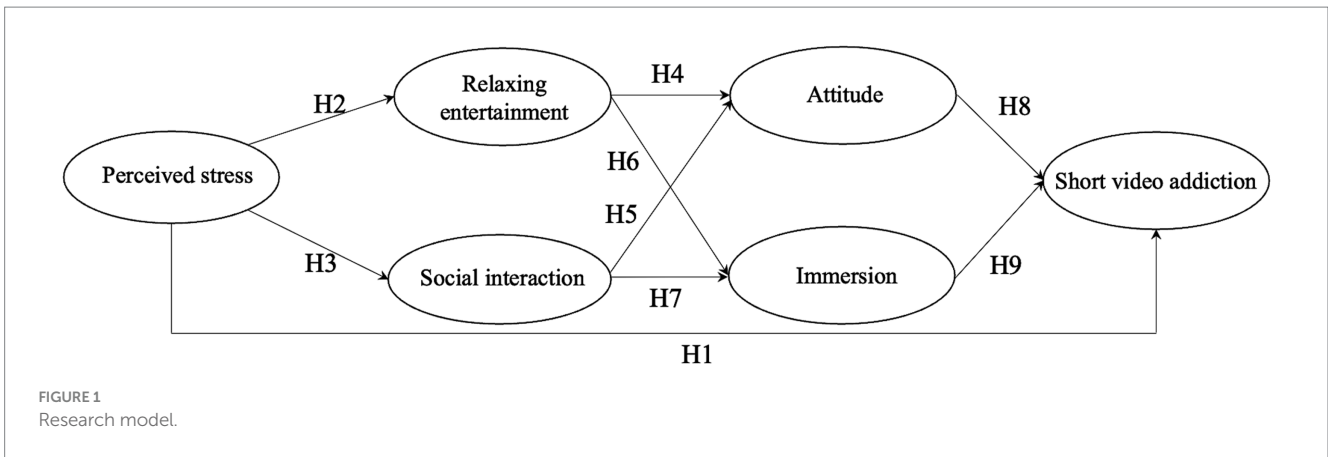 Relaxing
entertainment
H4
Attitude
H2
H8
H6
Perceived stress
Short video addiction
H5
H3
Social interaction
H7
Immersion
H9
H1
FIGURE 1
Research model.